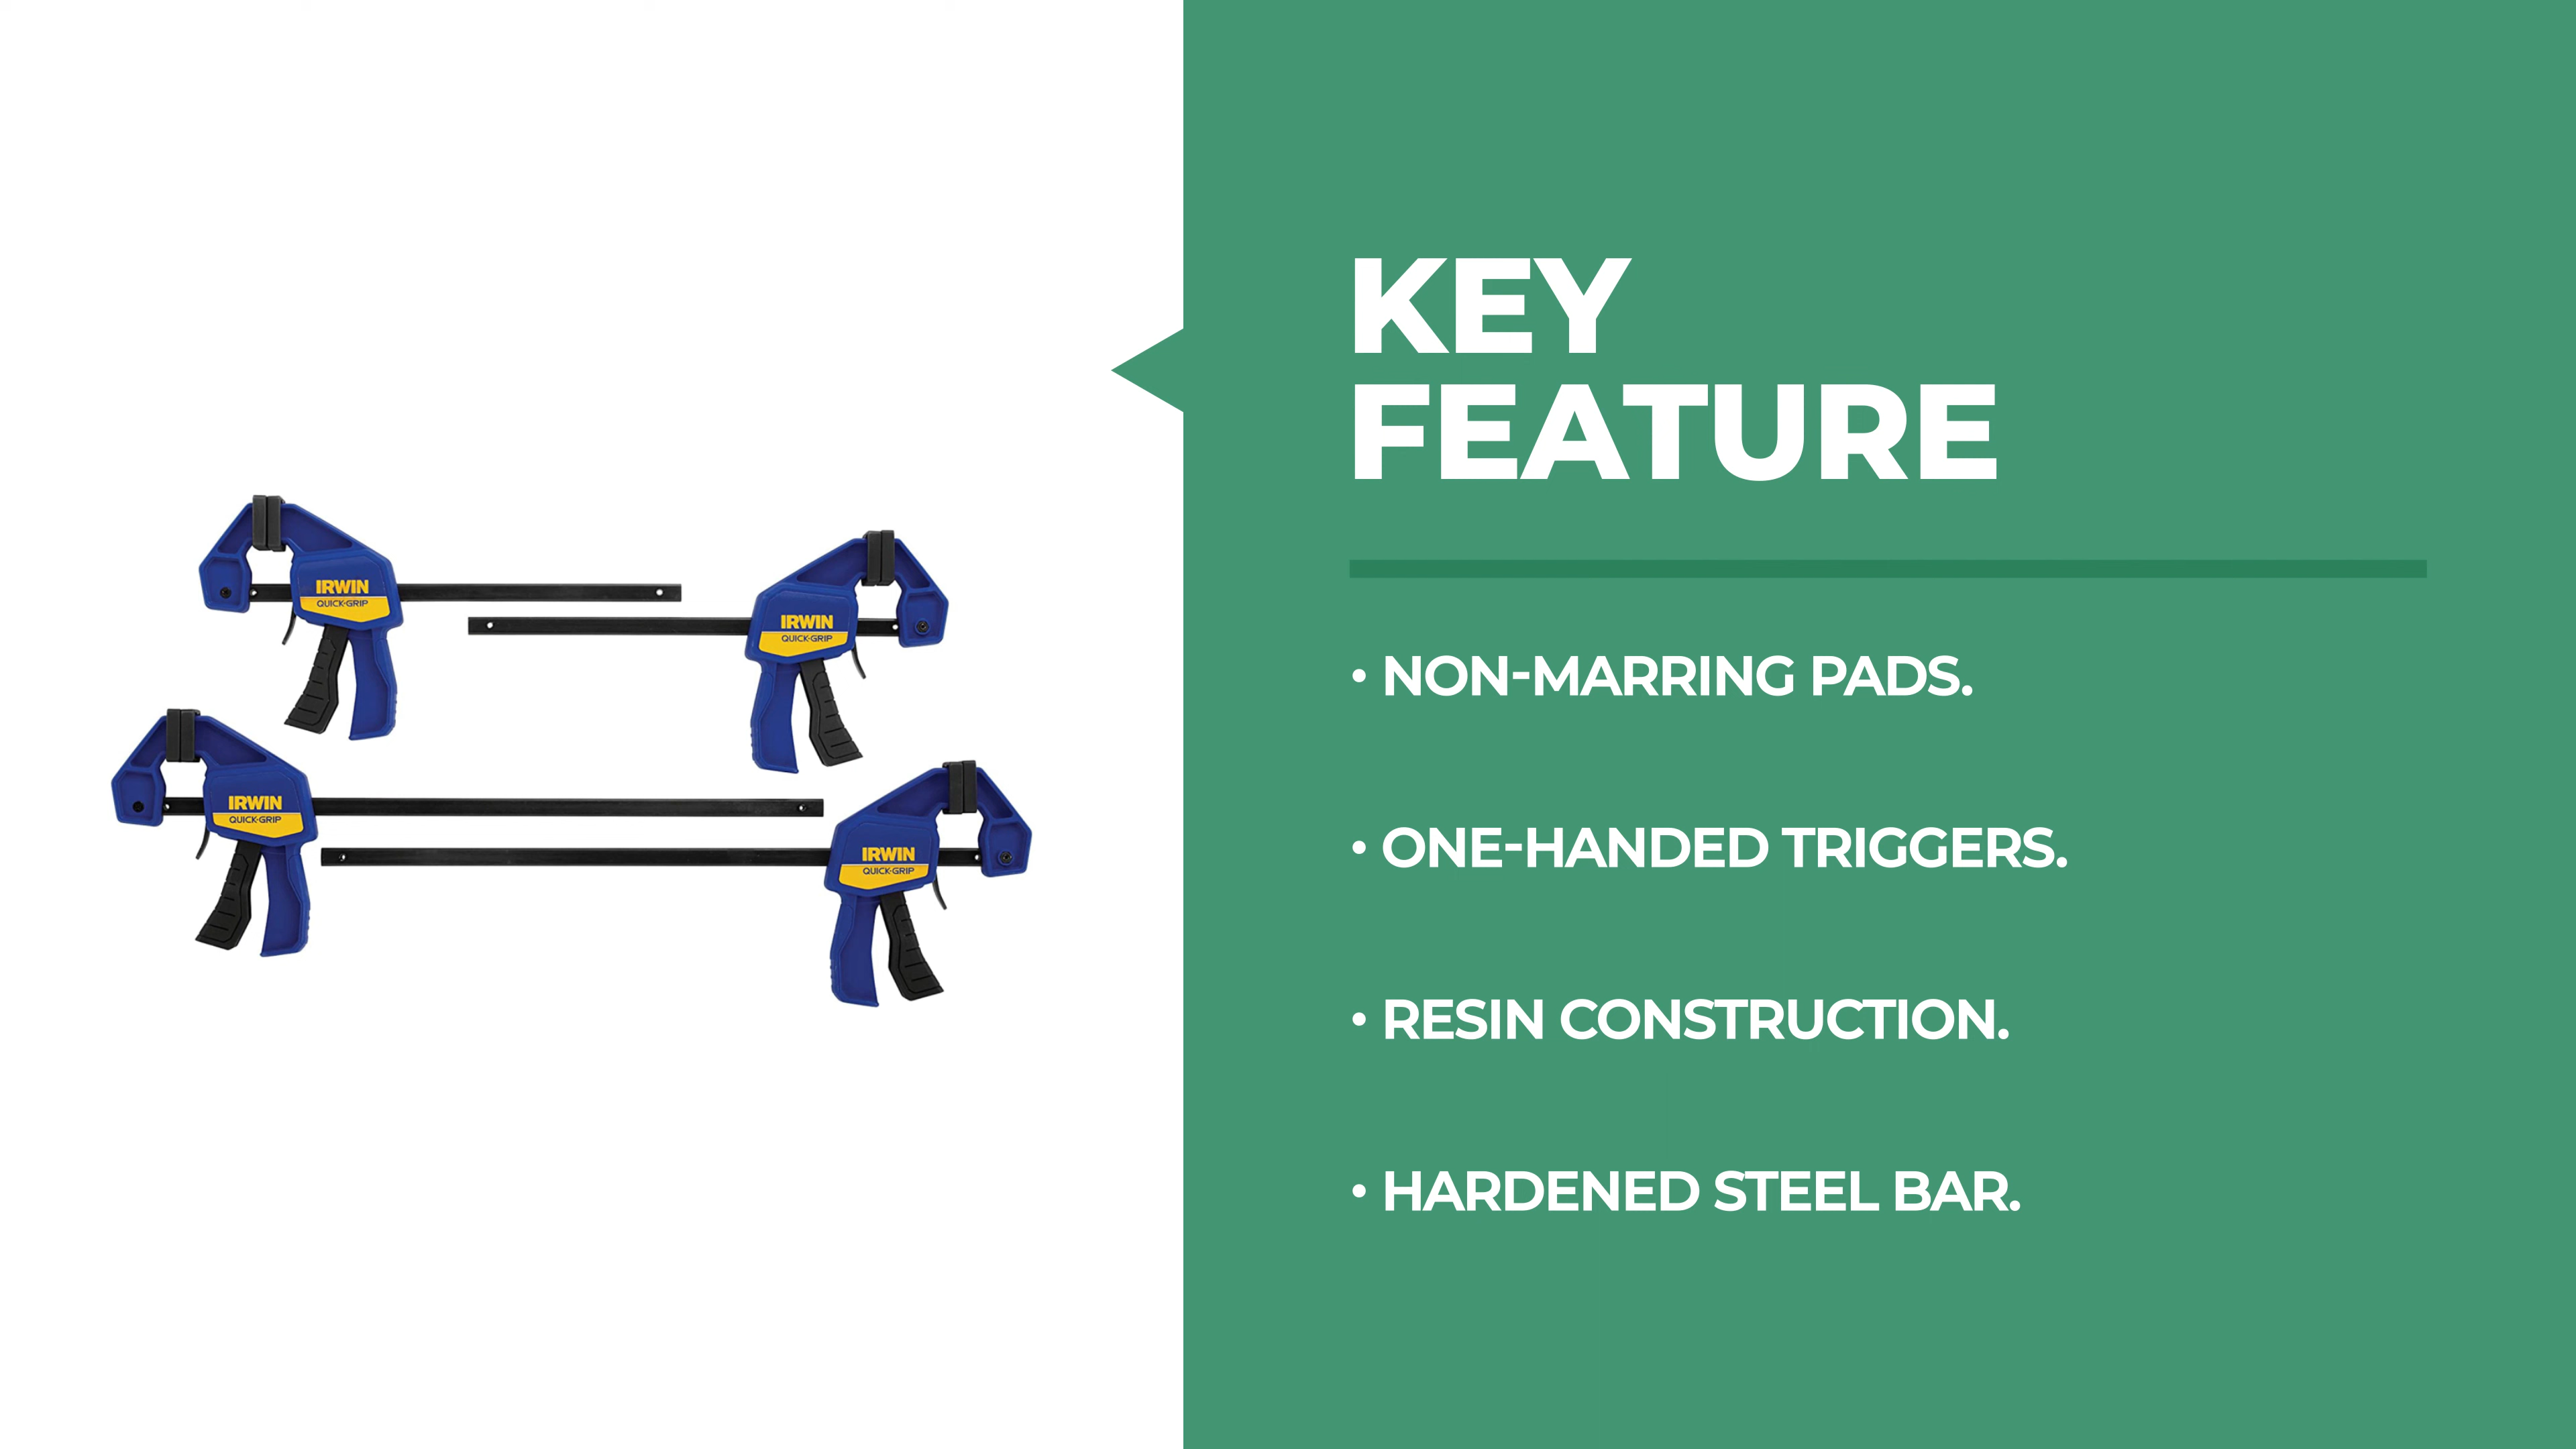 KEY
FEATURE
• NON-MARRING PADS.
• ONE-HANDED TRIGGERS.
• RESIN CONSTRUCTION.
• HARDENED STEEL BAR.
IRWIN
QUICK-GRIP
IRWIN
QUICK-GRIP
IRWIN
QUICK-GRIP
IRWIN
QUICK-GRIP